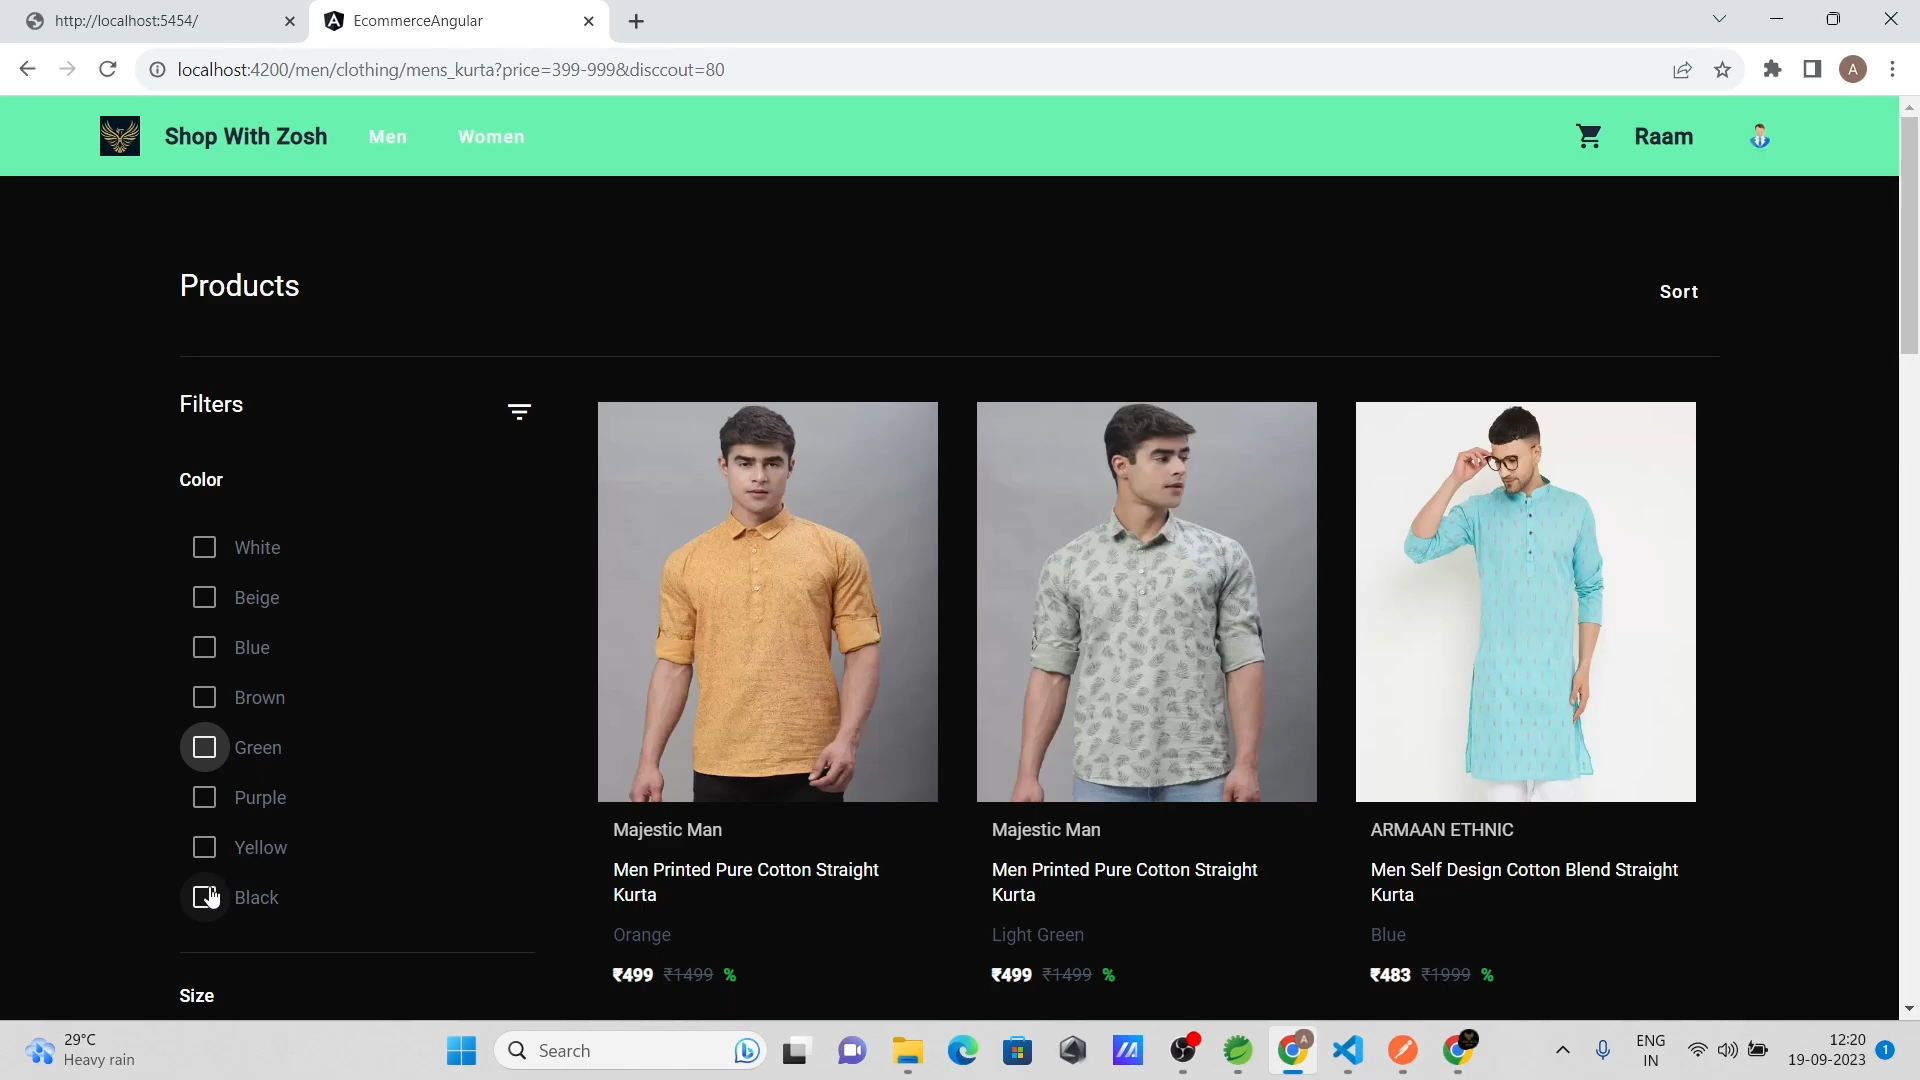 http://localhost:5454/
EcommerceAngular
localhost:4200/men/clothing/mens_kurta?price=399-999&disccout=80
A
Shop With Zosh
Men
Women
Raam
Products
Sort
Filters
Color
White
Beige
Blue
Brown
Green
Purple
Yellow
Black
Size
Majestic Man
Men Printed Pure Cotton Straight
Kurta
Orange
₹499 ₹1499 %
Majestic Man
Men Printed Pure Cotton Straight
Kurta
Light Green
₹499 ₹1499 %
ARMAAN ETHNIC
Men Self Design Cotton Blend Straight
Kurta
Blue
₹483 ₹1999 %
29°C
Heavy rain
Search
A
ENG
IN
12:20
19-09-2023
1